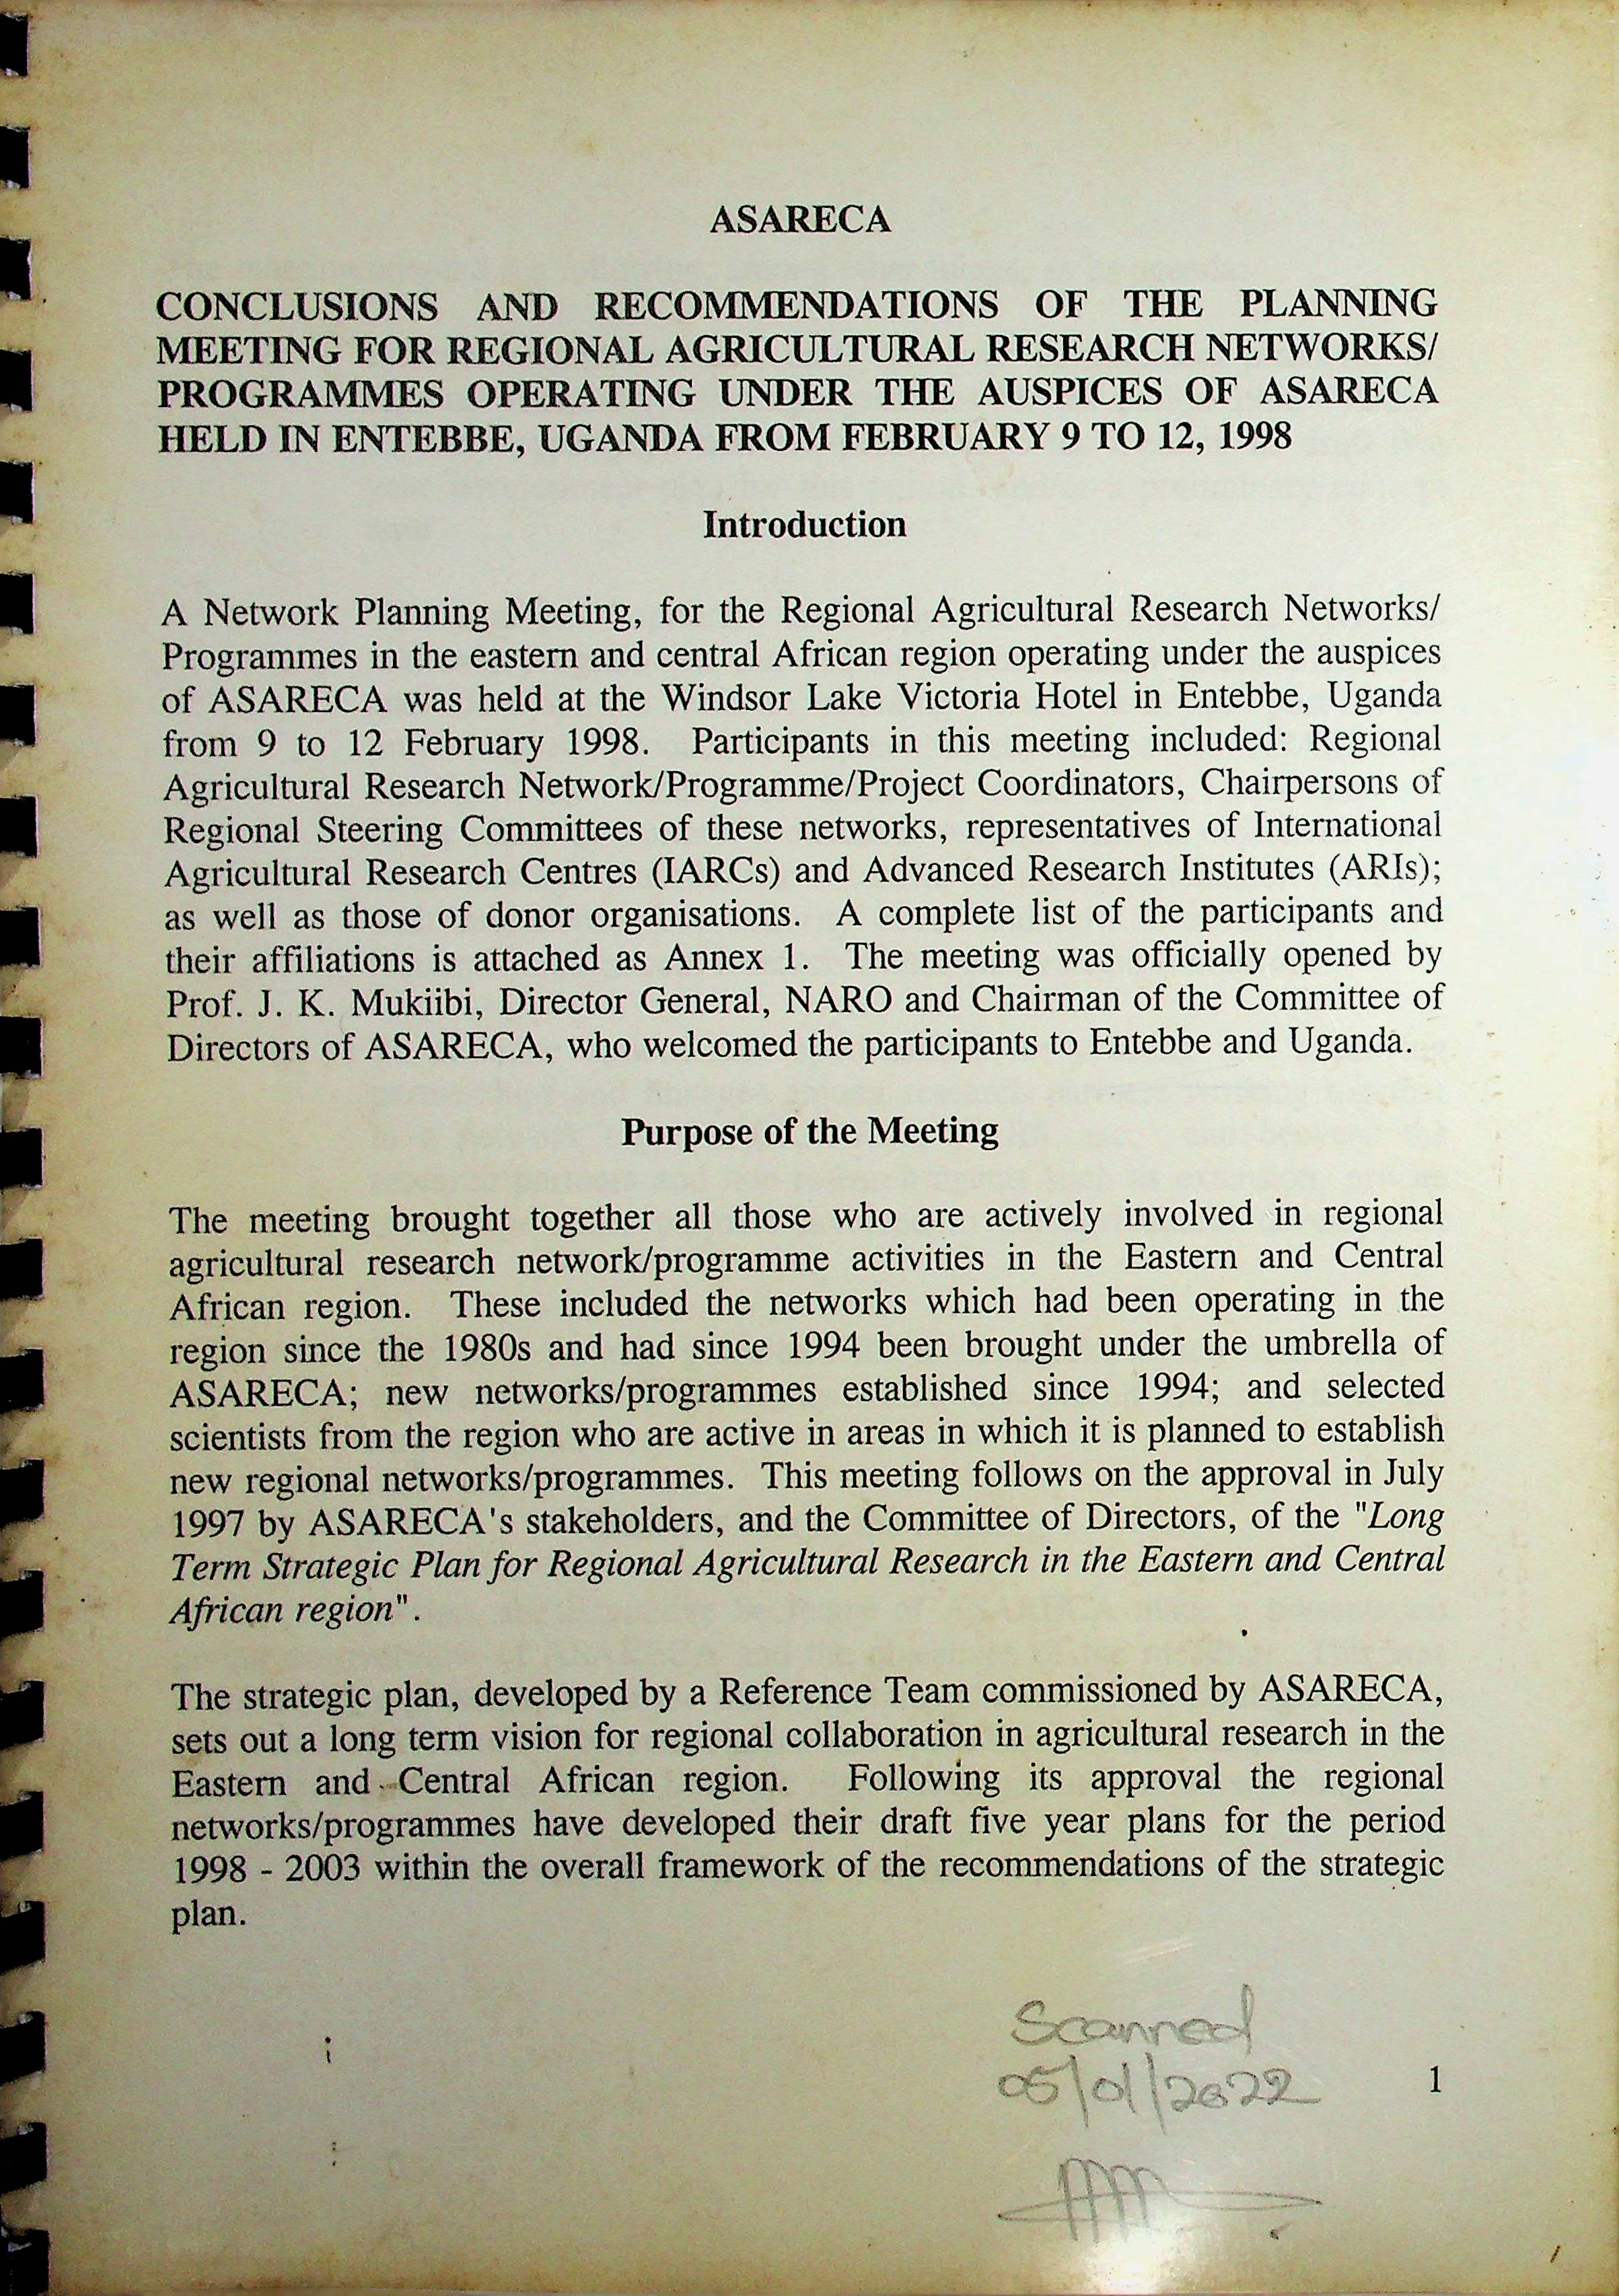 ASARECA
CONCLUSIONS AND RECOMMENDATIONS OF THE PLANNING
MEETING FOR REGIONAL AGRICULTURAL RESEARCH NETWORKS/
PROGRAMMES OPERATING UNDER THE AUSPICES OF ASARECA
HELD IN ENTEBBE, UGANDA FROM FEBRUARY 9 TO 12, 1998
Introduction
A Network Planning Meeting, for the Regional Agricultural Research Networks/
Programmes in the eastern and central African region operating under the auspices
of ASARECA was held at the Windsor Lake Victoria Hotel in Entebbe, Uganda
from 9 to 12 February 1998. Participants in this meeting included: Regional
Agricultural Research Network/Programme/Project Coordinators, Chairpersons of
Regional Steering Committees of these networks, representatives of International
Agricultural Research Centres (IARCs) and Advanced Research Institutes (ARIs);
as well as those of donor organisations. A complete list of the participants and
their affiliations is attached as Annex 1. The meeting was officially opened by
Prof. J. K. Mukiibi, Director General, NARO and Chairman of the Committee of
Directors of ASARECA, who welcomed the participants to Entebbe and Uganda.
Purpose of the Meeting
The meeting brought together all those who are actively involved in regional
agricultural research network/programme activities in the Eastern and Central
African region. These included the networks which had been operating in the
region since the 1980s and had since 1994 been brought under the umbrella of
ASARECA; new networks/programmes established since 1994; and selected
scientists from the region who are active in areas in which it is planned to establish
new regional networks/programmes. This meeting follows on the approval in July
1997 by ASARECA's stakeholders, and the Committee of Directors, of the "Long
Term Strategic Plan for Regional Agricultural Research in the Eastern and Central
African region".
The strategic plan, developed by a Reference Team commissioned by ASARECA,
sets out a long term vision for regional collaboration in agricultural research in the
Eastern and Central African region. Following its approval the regional
networks/programmes have developed their draft five year plans for the period
1998 - 2003 within the overall framework of the recommendations of the strategic
plan.
Scanned
05/01/2022
1